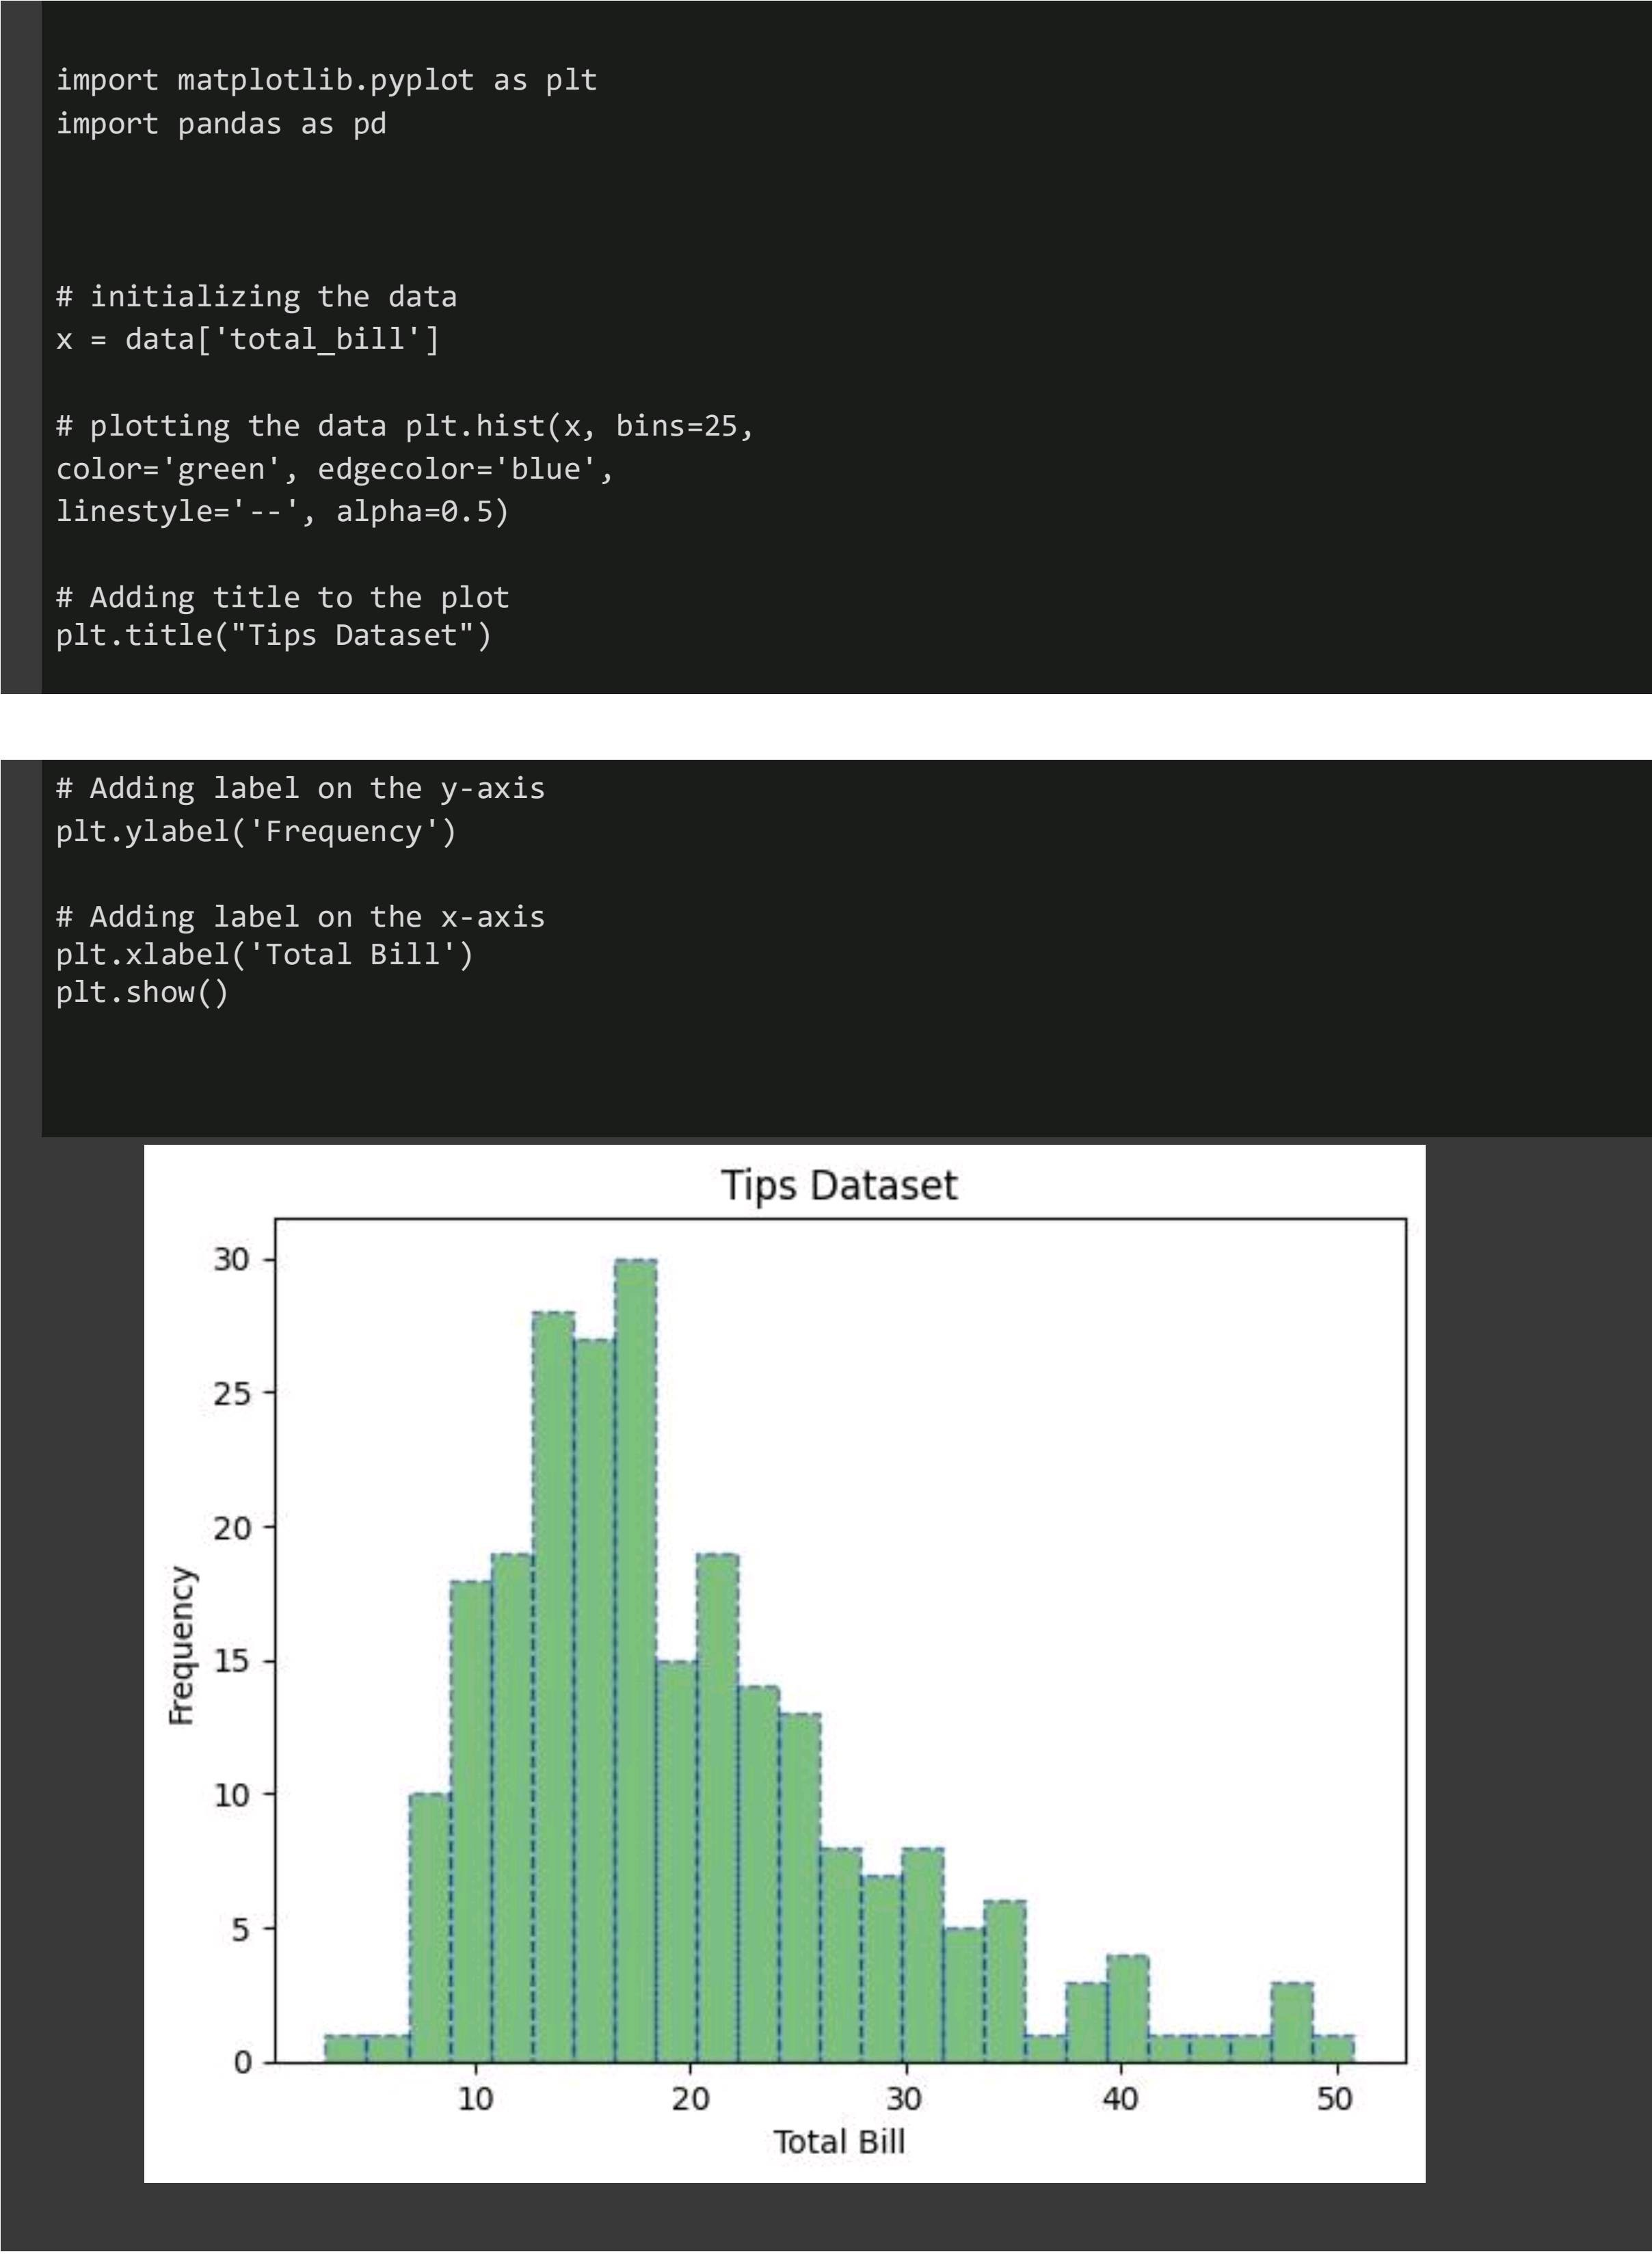 import matplotlib.pyplot as plt
import pandas as pd
# initializing the data
x = data['total_bill']
# plotting the data plt.hist(x, bins=25,
color='green', edgecolor='blue',
linestyle='--', alpha=0.5)
# Adding title to the plot
plt.title("Tips Dataset")
# Adding label on the y-axis
plt.ylabel('Frequency')
# Adding label on the x-axis
plt.xlabel('Total Bill')
plt.show()
Tips Dataset
30
25
20
15
10
5
0
Frequency
10 20 30 40 50
Total Bill